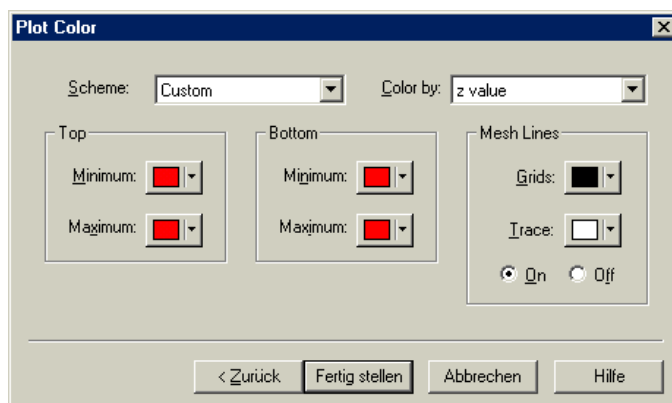 Plot Color
Scheme: Custom Color by: z value
Top Bottom Mesh Lines
Minimum: Minimum: Grids:
Maximum: Maximum: Trace:
On Off
< Zurück Fertig stellen Abbrechen Hilfe